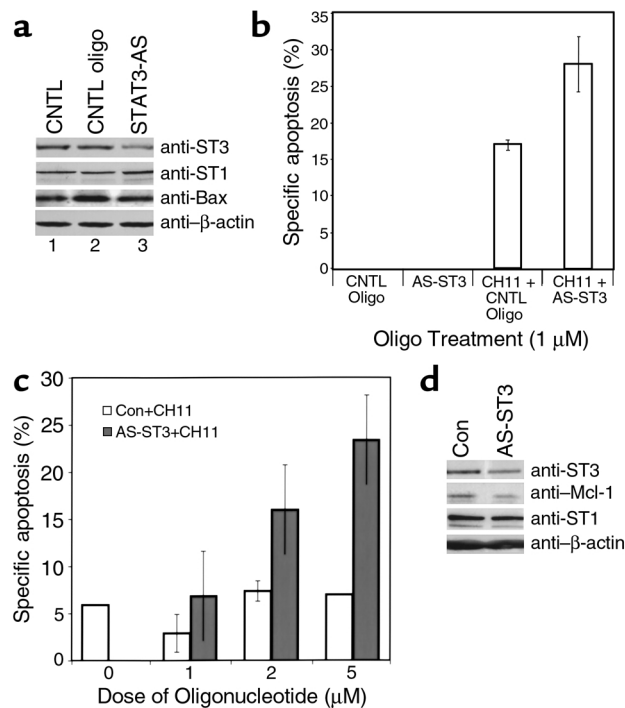 a
CNTL
CNTL oligo
STAT3-AS
anti-ST3
anti-ST1
anti-Bax
anti–β-actin
1 2 3
b
Specific apoptosis (%)
35
30
25
20
15
10
5
0
CNTL Oligo
AS-ST3
CH11 + CNTL Oligo
CH11 + AS-ST3
Oligo Treatment (1 μM)
c
Specific apoptosis (%)
30
25
20
15
10
5
0
Con+CH11
AS-ST3+CH11
0 1 2 5
Dose of Oligonucleotide (μM)
d
Con
AS-ST3
anti-ST3
anti–Mcl-1
anti-ST1
anti–β-actin